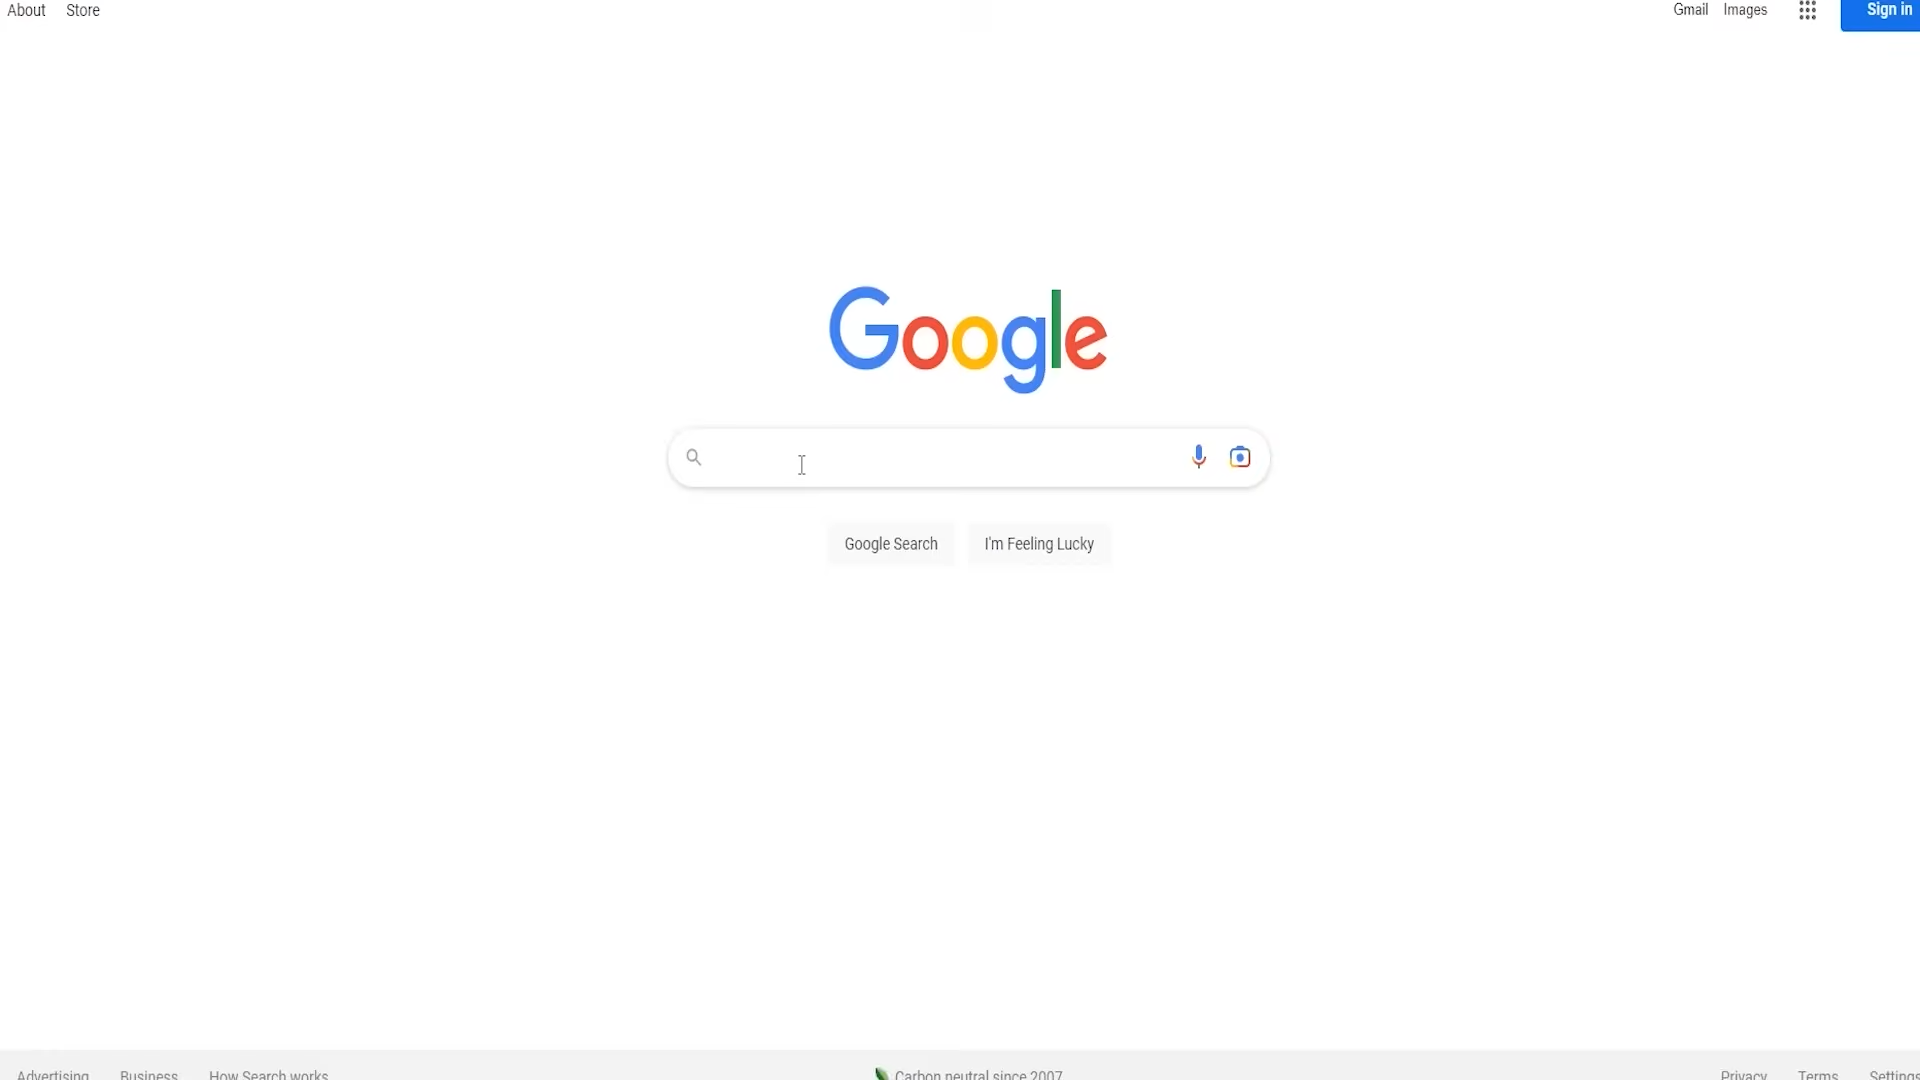 About Store Gmail Images Sign in
Google
Google Search I'm Feeling Lucky
Advertising Business How Search works Carbon neutral since 2007 Privacy Terms Settings